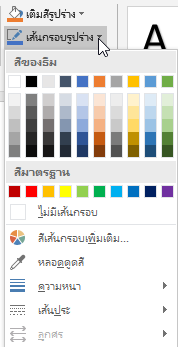 เติมสีรูปร่าง
เส้นกรอบรูปร่าง
A
สีของธีม
สีมาตรฐาน
ไม่มีเส้นกรอบ
สีเส้นกรอบเพิ่มเติม...
หลอดดูดสี
ความหนา
เส้นประ
ลูกศร